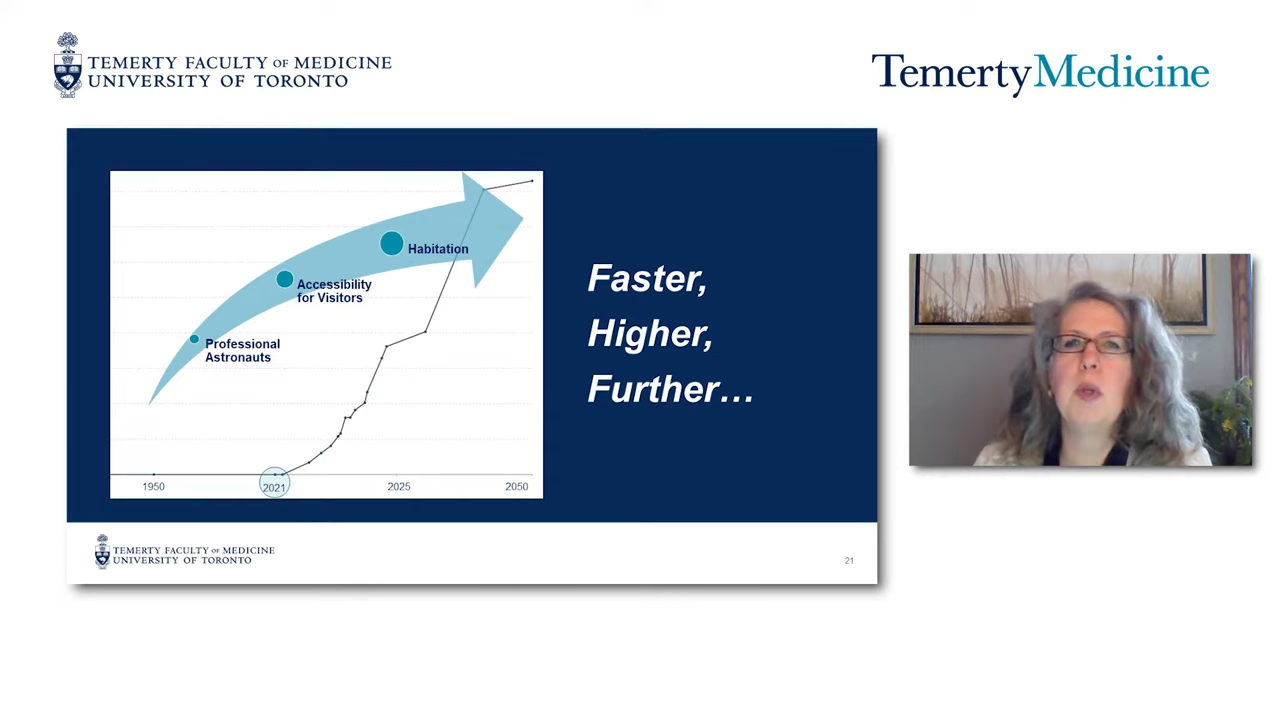 TEMERTY FACULTY OF MEDICINE
UNIVERSITY OF TORONTO
TemertyMedicine
Habitation
Accessibility
for Visitors
Professional
Astronauts
1950
2021
2025
2050
Faster,
Higher,
Further…
TEMERTY FACULTY OF MEDICINE
UNIVERSITY OF TORONTO
21